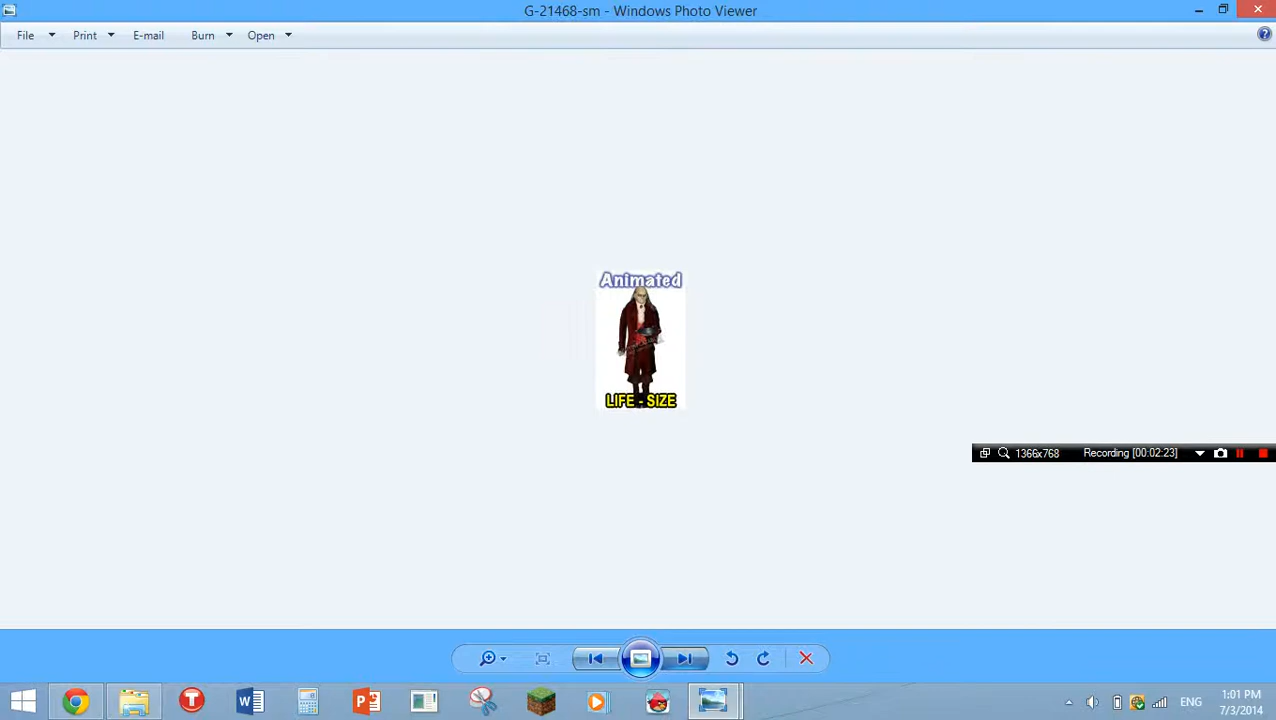 G-21468-sm - Windows Photo Viewer
File Print E-mail Burn Open
Animated
LIFE - SIZE
1366x768 Recording [00:02:23]
ENG
1:01 PM
7/3/2014